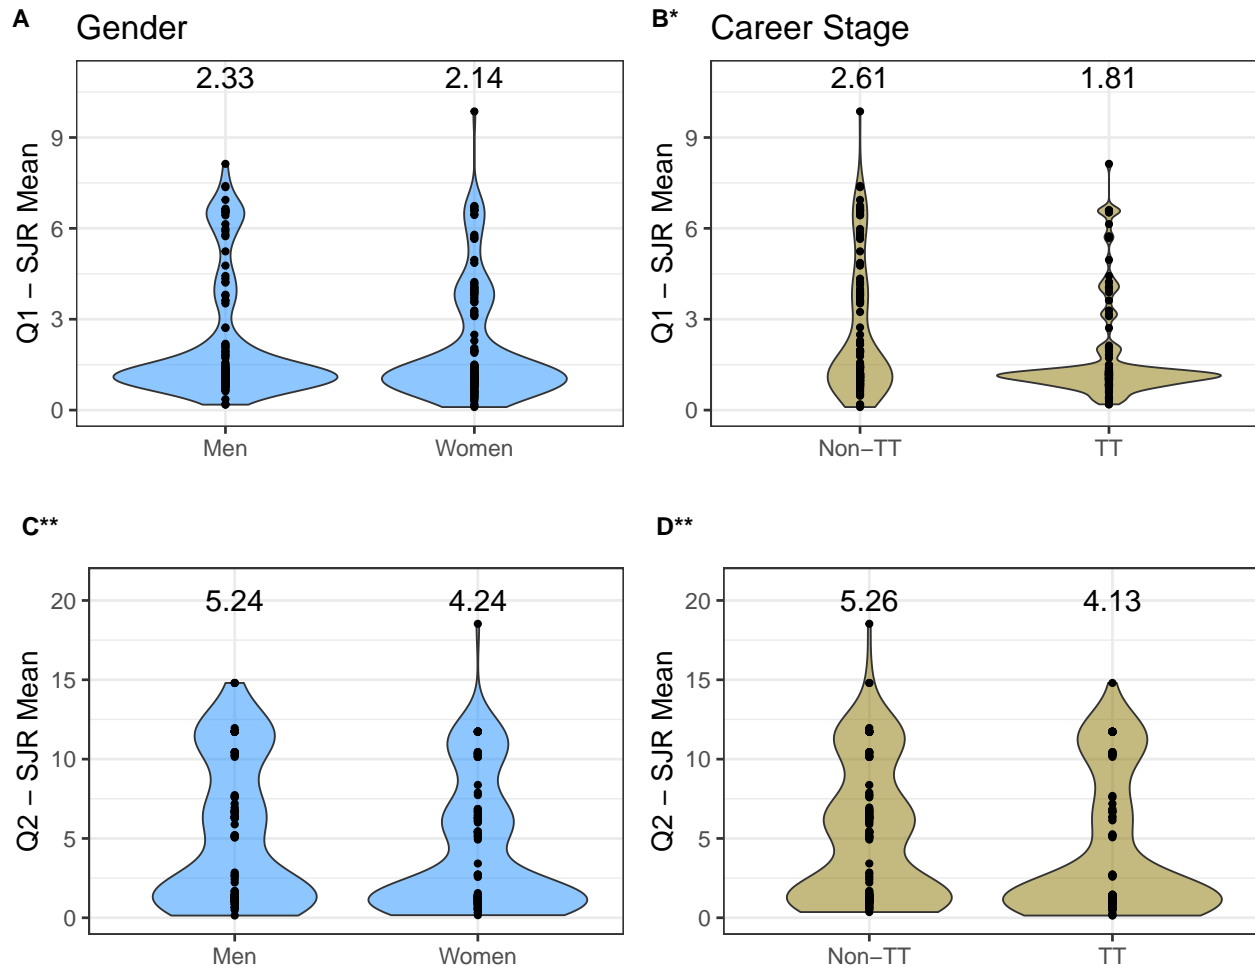 A Gender
2.33 2.14
9
6
3
0
Q1 − SJR Mean
Men Women
B* Career Stage
2.61 1.81
9
6
3
0
Q1 − SJR Mean
Non−TT TT
C**
5.24 4.24
20
15
10
5
0
Q2 − SJR Mean
Men Women
D**
5.26 4.13
20
15
10
5
0
Q2 − SJR Mean
Non−TT TT